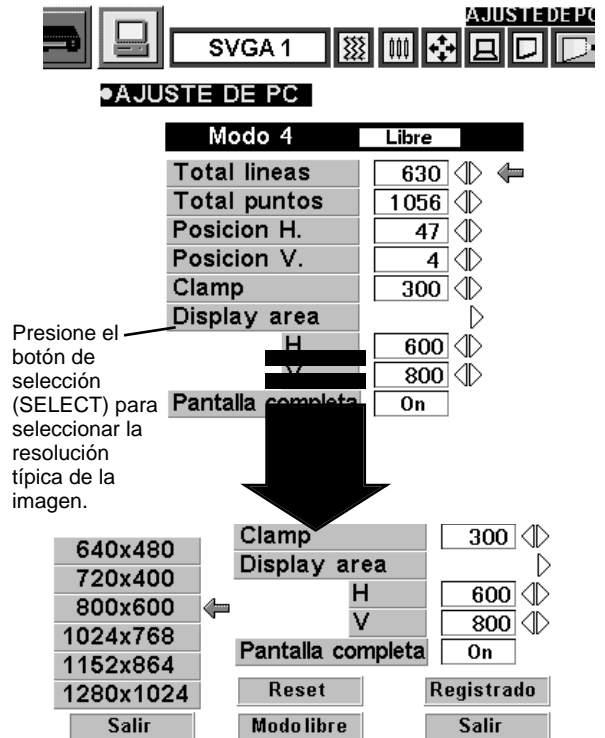 AJUSTE DE PC
SVGA 1
●AJUSTE DE PC
Modo 4 Libre
Total lineas 630
Total puntos 1056
Posicion H. 47
Posicion V. 4
Clamp 300
Display area
H 600
V 800
Pantalla completa On
Presione el
botón de
selección
(SELECT) para
seleccionar la
resolución
típica de la
imagen.
640x480
720x400
800x600
1024x768
1152x864
1280x1024
Salir
Clamp 300
Display area
H 600
V 800
Pantalla completa On
Reset Registrado
Modo libre Salir